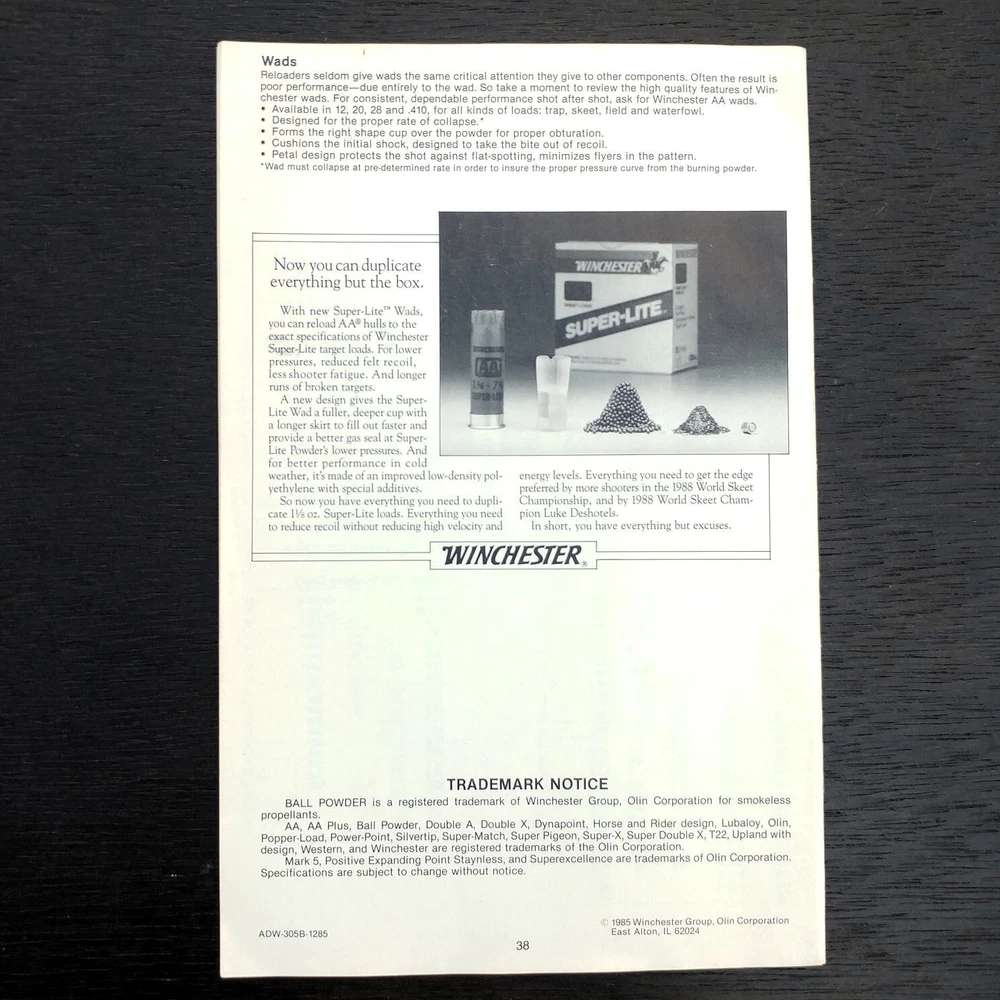 Wads
Reloaders seldom give wads the same critical attention they give to other components. Often the result is
poor performance—due entirely to the wad. So take a moment to review the high quality features of Win-
chester wads. For consistent, dependable performance shot after shot, ask for Winchester AA wads.
• Available in 12, 20, 28 and .410, for all kinds of loads: trap, skeet, field and waterfowl.
• Designed for the proper rate of collapse.*
• Forms the right shape cup over the powder for proper obturation.
• Cushions the initial shock, designed to take the bite out of recoil.
• Petal design protects the shot against flat-spotting, minimizes flyers in the pattern.
*Wad must collapse at pre-determined rate in order to insure the proper pressure curve from the burning powder.
Now you can duplicate
everything but the box.
With new Super-Lite™ Wads,
you can reload AA® hulls to the
exact specifications of Winchester
Super-Lite target loads. For lower
pressures, reduced felt recoil,
less shooter fatigue. And longer
runs of broken targets.
A new design gives the Super-
Lite Wad a fuller, deeper cup with
a longer skirt to fill out faster and
provide a better gas seal at Super-
Lite Powder's lower pressures. And
for better performance in cold
weather, it's made of an improved low-density pol-
yethylene with special additives.
So now you have everything you need to dupli-
cate 1⅛ oz. Super-Lite loads. Everything you need
to reduce recoil without reducing high velocity and
energy levels. Everything you need to get the edge
preferred by more shooters in the 1988 World Skeet
Championship, and by 1988 World Skeet Cham-
pion Luke Deshotels.
In short, you have everything but excuses.
WINCHESTER
SUPER-LITE
AA
WINCHESTER®
TRADEMARK NOTICE
BALL POWDER is a registered trademark of Winchester Group, Olin Corporation for smokeless
propellants.
AA, AA Plus, Ball Powder, Double A, Double X, Dynapoint, Horse and Rider design, Lubaloy, Olin,
Popper-Load, Power-Point, Silvertip, Super-Match, Super Pigeon, Super-X, Super Double X, T22, Upland with
design, Western, and Winchester are registered trademarks of the Olin Corporation.
Mark 5, Positive Expanding Point Staynless, and Superexcellence are trademarks of Olin Corporation.
Specifications are subject to change without notice.
© 1985 Winchester Group, Olin Corporation
East Alton, IL 62024
ADW-305B-1285
38